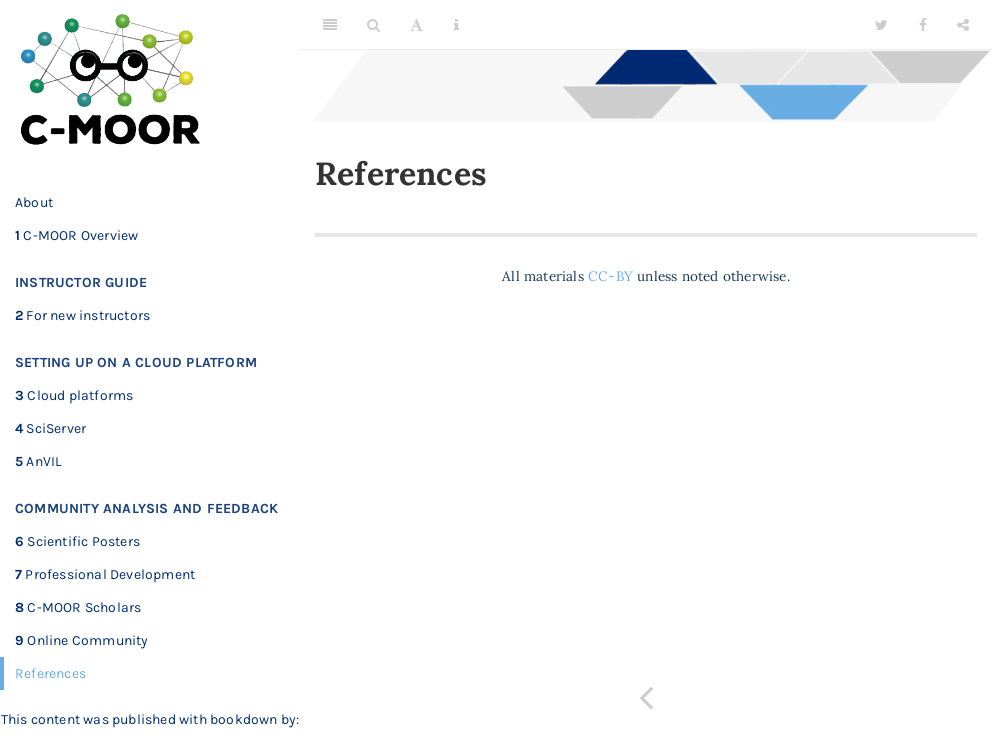 C-MOOR
About
1 C-MOOR Overview
INSTRUCTOR GUIDE
2 For new instructors
SETTING UP ON A CLOUD PLATFORM
3 Cloud platforms
4 SciServer
5 AnVIL
COMMUNITY ANALYSIS AND FEEDBACK
6 Scientific Posters
7 Professional Development
8 C-MOOR Scholars
9 Online Community
References
This content was published with bookdown by:
A
i
References
All materials CC-BY unless noted otherwise.